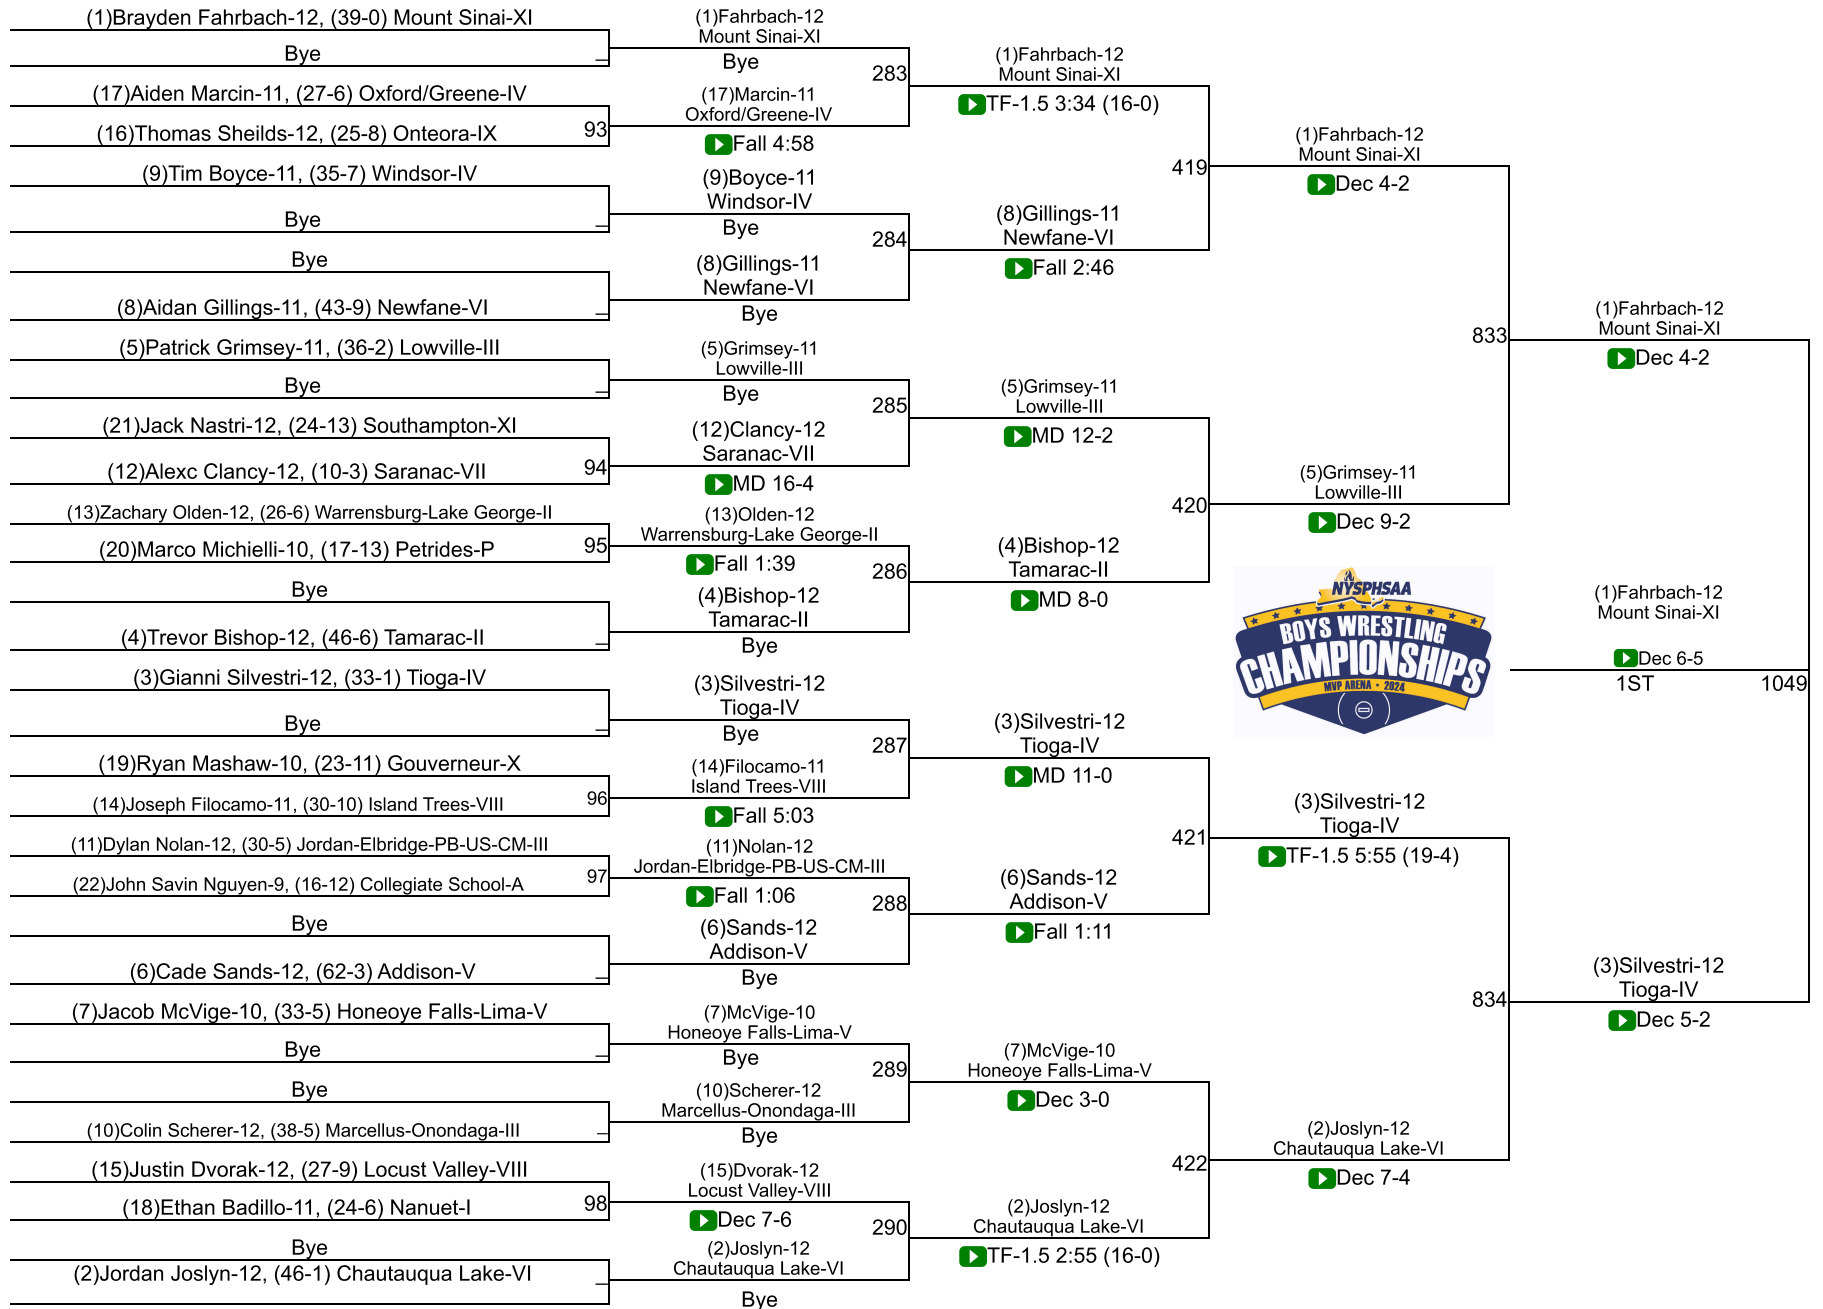 (1)Brayden Fahrbach-12, (39-0) Mount Sinai-XI
Bye
(17)Aiden Marcin-11, (27-6) Oxford/Greene-IV
(16)Thomas Sheilds-12, (25-8) Onteora-IX
93
(9)Tim Boyce-11, (35-7) Windsor-IV
Bye
Bye
(8)Aidan Gillings-11, (43-9) Newfane-VI
(5)Patrick Grimsey-11, (36-2) Lowville-III
Bye
(21)Jack Nastri-12, (24-13) Southampton-XI
(12)Alexc Clancy-12, (10-3) Saranac-VII
94
(13)Zachary Olden-12, (26-6) Warrensburg-Lake George-II
(20)Marco Michielli-10, (17-13) Petrides-P
95
Bye
(4)Trevor Bishop-12, (46-6) Tamarac-II
(3)Gianni Silvestri-12, (33-1) Tioga-IV
Bye
(19)Ryan Mashaw-10, (23-11) Gouverneur-X
(14)Joseph Filocamo-11, (30-10) Island Trees-VIII
96
(11)Dylan Nolan-12, (30-5) Jordan-Elbridge-PB-US-CM-III
(22)John Savin Nguyen-9, (16-12) Collegiate School-A
97
Bye
(6)Cade Sands-12, (62-3) Addison-V
(7)Jacob McVige-10, (33-5) Honeoye Falls-Lima-V
Bye
Bye
(10)Colin Scherer-12, (38-5) Marcellus-Onondaga-III
(15)Justin Dvorak-12, (27-9) Locust Valley-VIII
(18)Ethan Badillo-11, (24-6) Nanuet-I
98
Bye
(2)Jordan Joslyn-12, (46-1) Chautauqua Lake-VI
(1)Fahrbach-12
Mount Sinai-XI
Bye
283
(17)Marcin-11
Oxford/Greene-IV
Fall 4:58
(9)Boyce-11
Windsor-IV
Bye
284
(8)Gillings-11
Newfane-VI
Bye
(5)Grimsey-11
Lowville-III
Bye
285
(12)Clancy-12
Saranac-VII
MD 16-4
(13)Olden-12
Warrensburg-Lake George-II
Fall 1:39
286
(4)Bishop-12
Tamarac-II
Bye
(3)Silvestri-12
Tioga-IV
Bye
287
(14)Filocamo-11
Island Trees-VIII
Fall 5:03
(11)Nolan-12
Jordan-Elbridge-PB-US-CM-III
Fall 1:06
288
(6)Sands-12
Addison-V
Bye
(7)McVige-10
Honeoye Falls-Lima-V
Bye
289
(10)Scherer-12
Marcellus-Onondaga-III
Bye
(15)Dvorak-12
Locust Valley-VIII
Dec 7-6
290
(2)Joslyn-12
Chautauqua Lake-VI
Bye
(1)Fahrbach-12
Mount Sinai-XI
TF-1.5 3:34 (16-0)
419
(8)Gillings-11
Newfane-VI
Fall 2:46
(5)Grimsey-11
Lowville-III
MD 12-2
420
(4)Bishop-12
Tamarac-II
MD 8-0
(3)Silvestri-12
Tioga-IV
MD 11-0
421
(6)Sands-12
Addison-V
Fall 1:11
(7)McVige-10
Honeoye Falls-Lima-V
Dec 3-0
422
(2)Joslyn-12
Chautauqua Lake-VI
TF-1.5 2:55 (16-0)
(1)Fahrbach-12
Mount Sinai-XI
Dec 4-2
833
(5)Grimsey-11
Lowville-III
Dec 9-2
NYSPHSAA
BOYS WRESTLING
CHAMPIONSHIPS
MVP ARENA • 2024
(3)Silvestri-12
Tioga-IV
TF-1.5 5:55 (19-4)
834
(2)Joslyn-12
Chautauqua Lake-VI
Dec 7-4
(1)Fahrbach-12
Mount Sinai-XI
Dec 4-2
(1)Fahrbach-12
Mount Sinai-XI
Dec 6-5
1ST
1049
(3)Silvestri-12
Tioga-IV
Dec 5-2